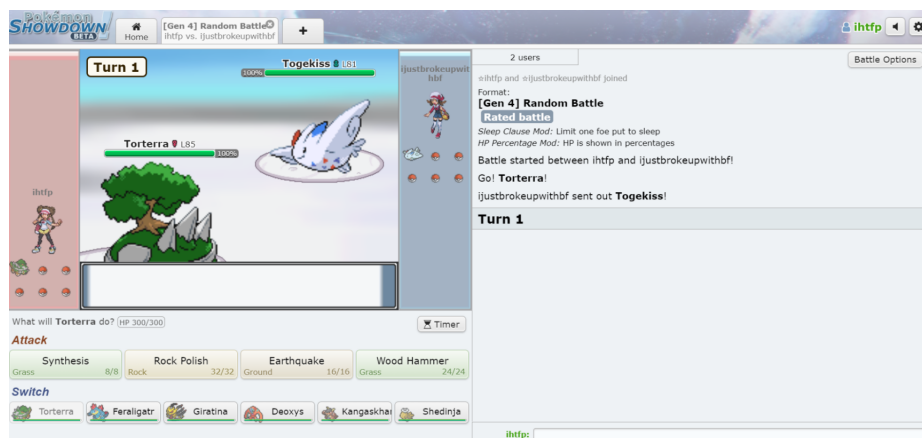 Pokémon
SHOWDOWN
BETA
Home
[Gen 4] Random Battle
ihtfp vs. ijustbrokeupwithbf
+
ihtfp
Turn 1
Togekiss L81
100%
Torterra L85
100%
ihtfp
ijustbrokeupwit
hbf
What will Torterra do? HP 300/300
Timer
Attack
Synthesis
Grass 8/8
Rock Polish
Rock 32/32
Earthquake
Ground 16/16
Wood Hammer
Grass 24/24
Switch
Torterra
Feraligatr
Giratina
Deoxys
Kangaskha
Shedinja
2 users
Battle Options
☆ihtfp and ☆ijustbrokeupwithbf joined
Format:
[Gen 4] Random Battle
Rated battle
Sleep Clause Mod: Limit one foe put to sleep
HP Percentage Mod: HP is shown in percentages
Battle started between ihtfp and ijustbrokeupwithbf!
Go! Torterra!
ijustbrokeupwithbf sent out Togekiss!
Turn 1
ihtfp: